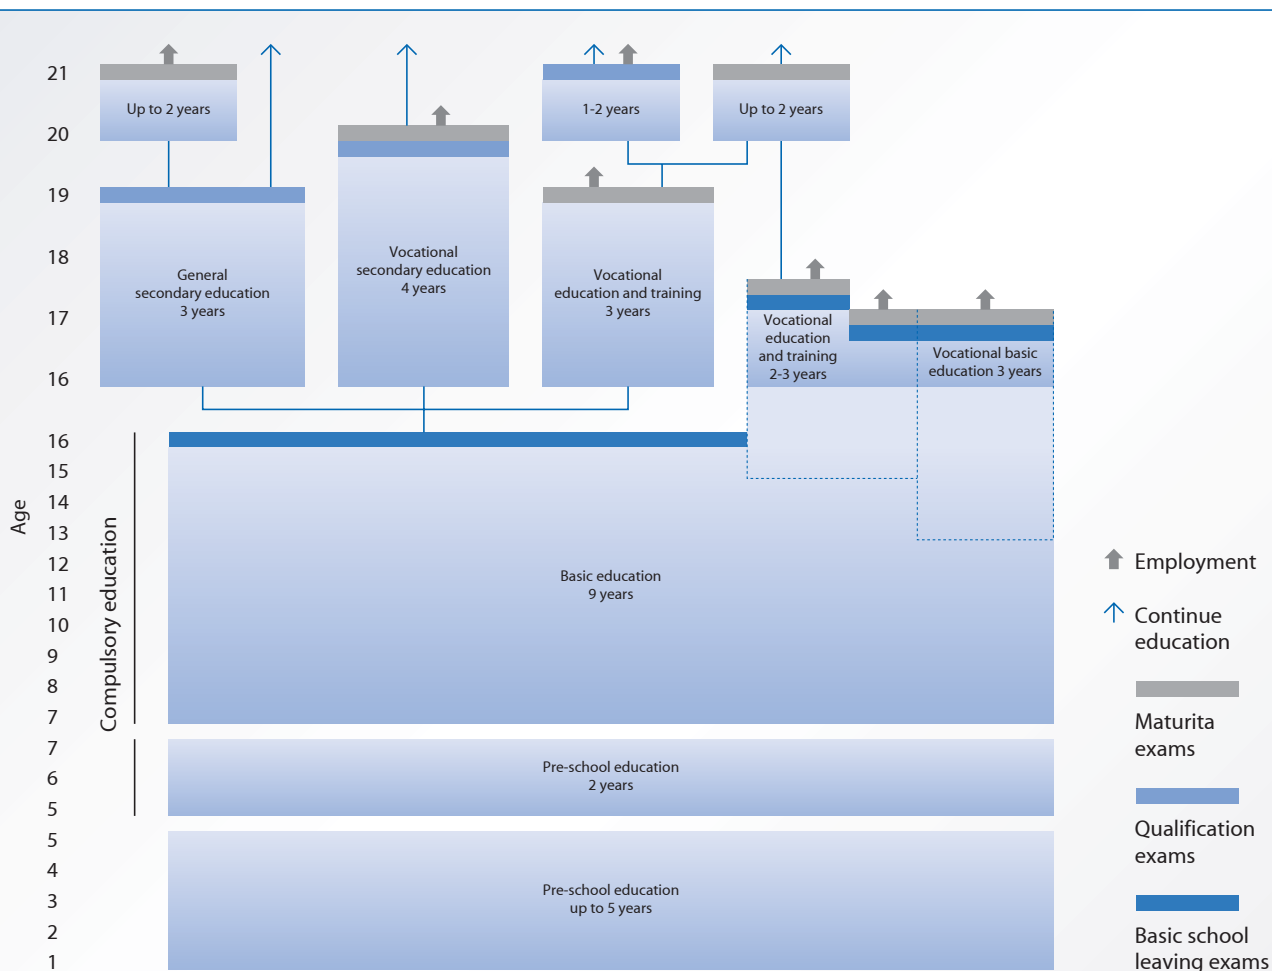 21
20
19
18
17
16
16
15
14
13
12
11
10
9
8
7
7
6
5
5
4
3
2
1
Age
Compulsory education
Up to 2 years
1-2 years
Up to 2 years
General
secondary education
3 years
Vocational
secondary education
4 years
Vocational
education and training
3 years
Vocational
education
and training
2-3 years
Vocational basic
education 3 years
Basic education
9 years
Pre-school education
2 years
Pre-school education
up to 5 years
Employment
Continue
education
Maturita
exams
Qualification
exams
Basic school
leaving exams